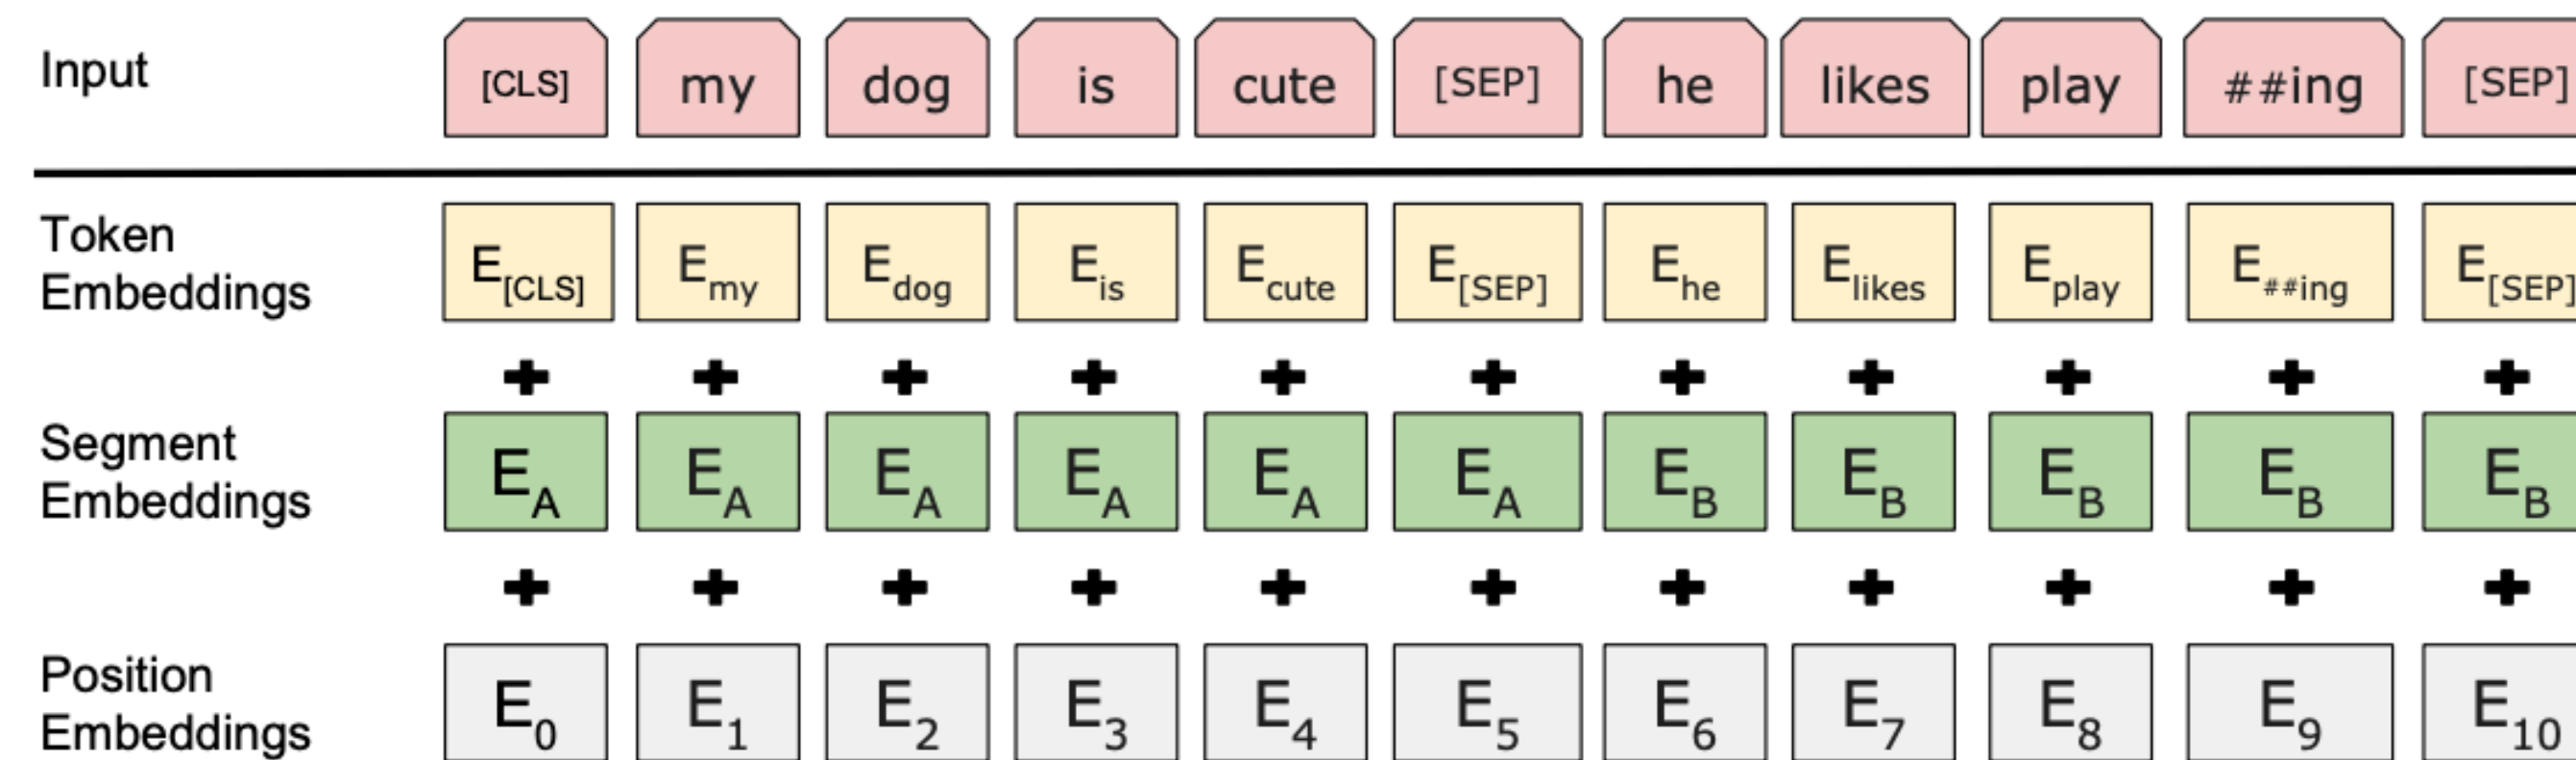 Input [CLS] my dog is cute [SEP] he likes play ##ing [SEP]
Token Embeddings E[CLS] Emy Edog Eis Ecute E[SEP] Ehe Elikes Eplay E##ing E[SEP]
+ + + + + + + + + + +
Segment Embeddings EA EA EA EA EA EA EB EB EB EB EB
+ + + + + + + + + + +
Position Embeddings E0 E1 E2 E3 E4 E5 E6 E7 E8 E9 E10